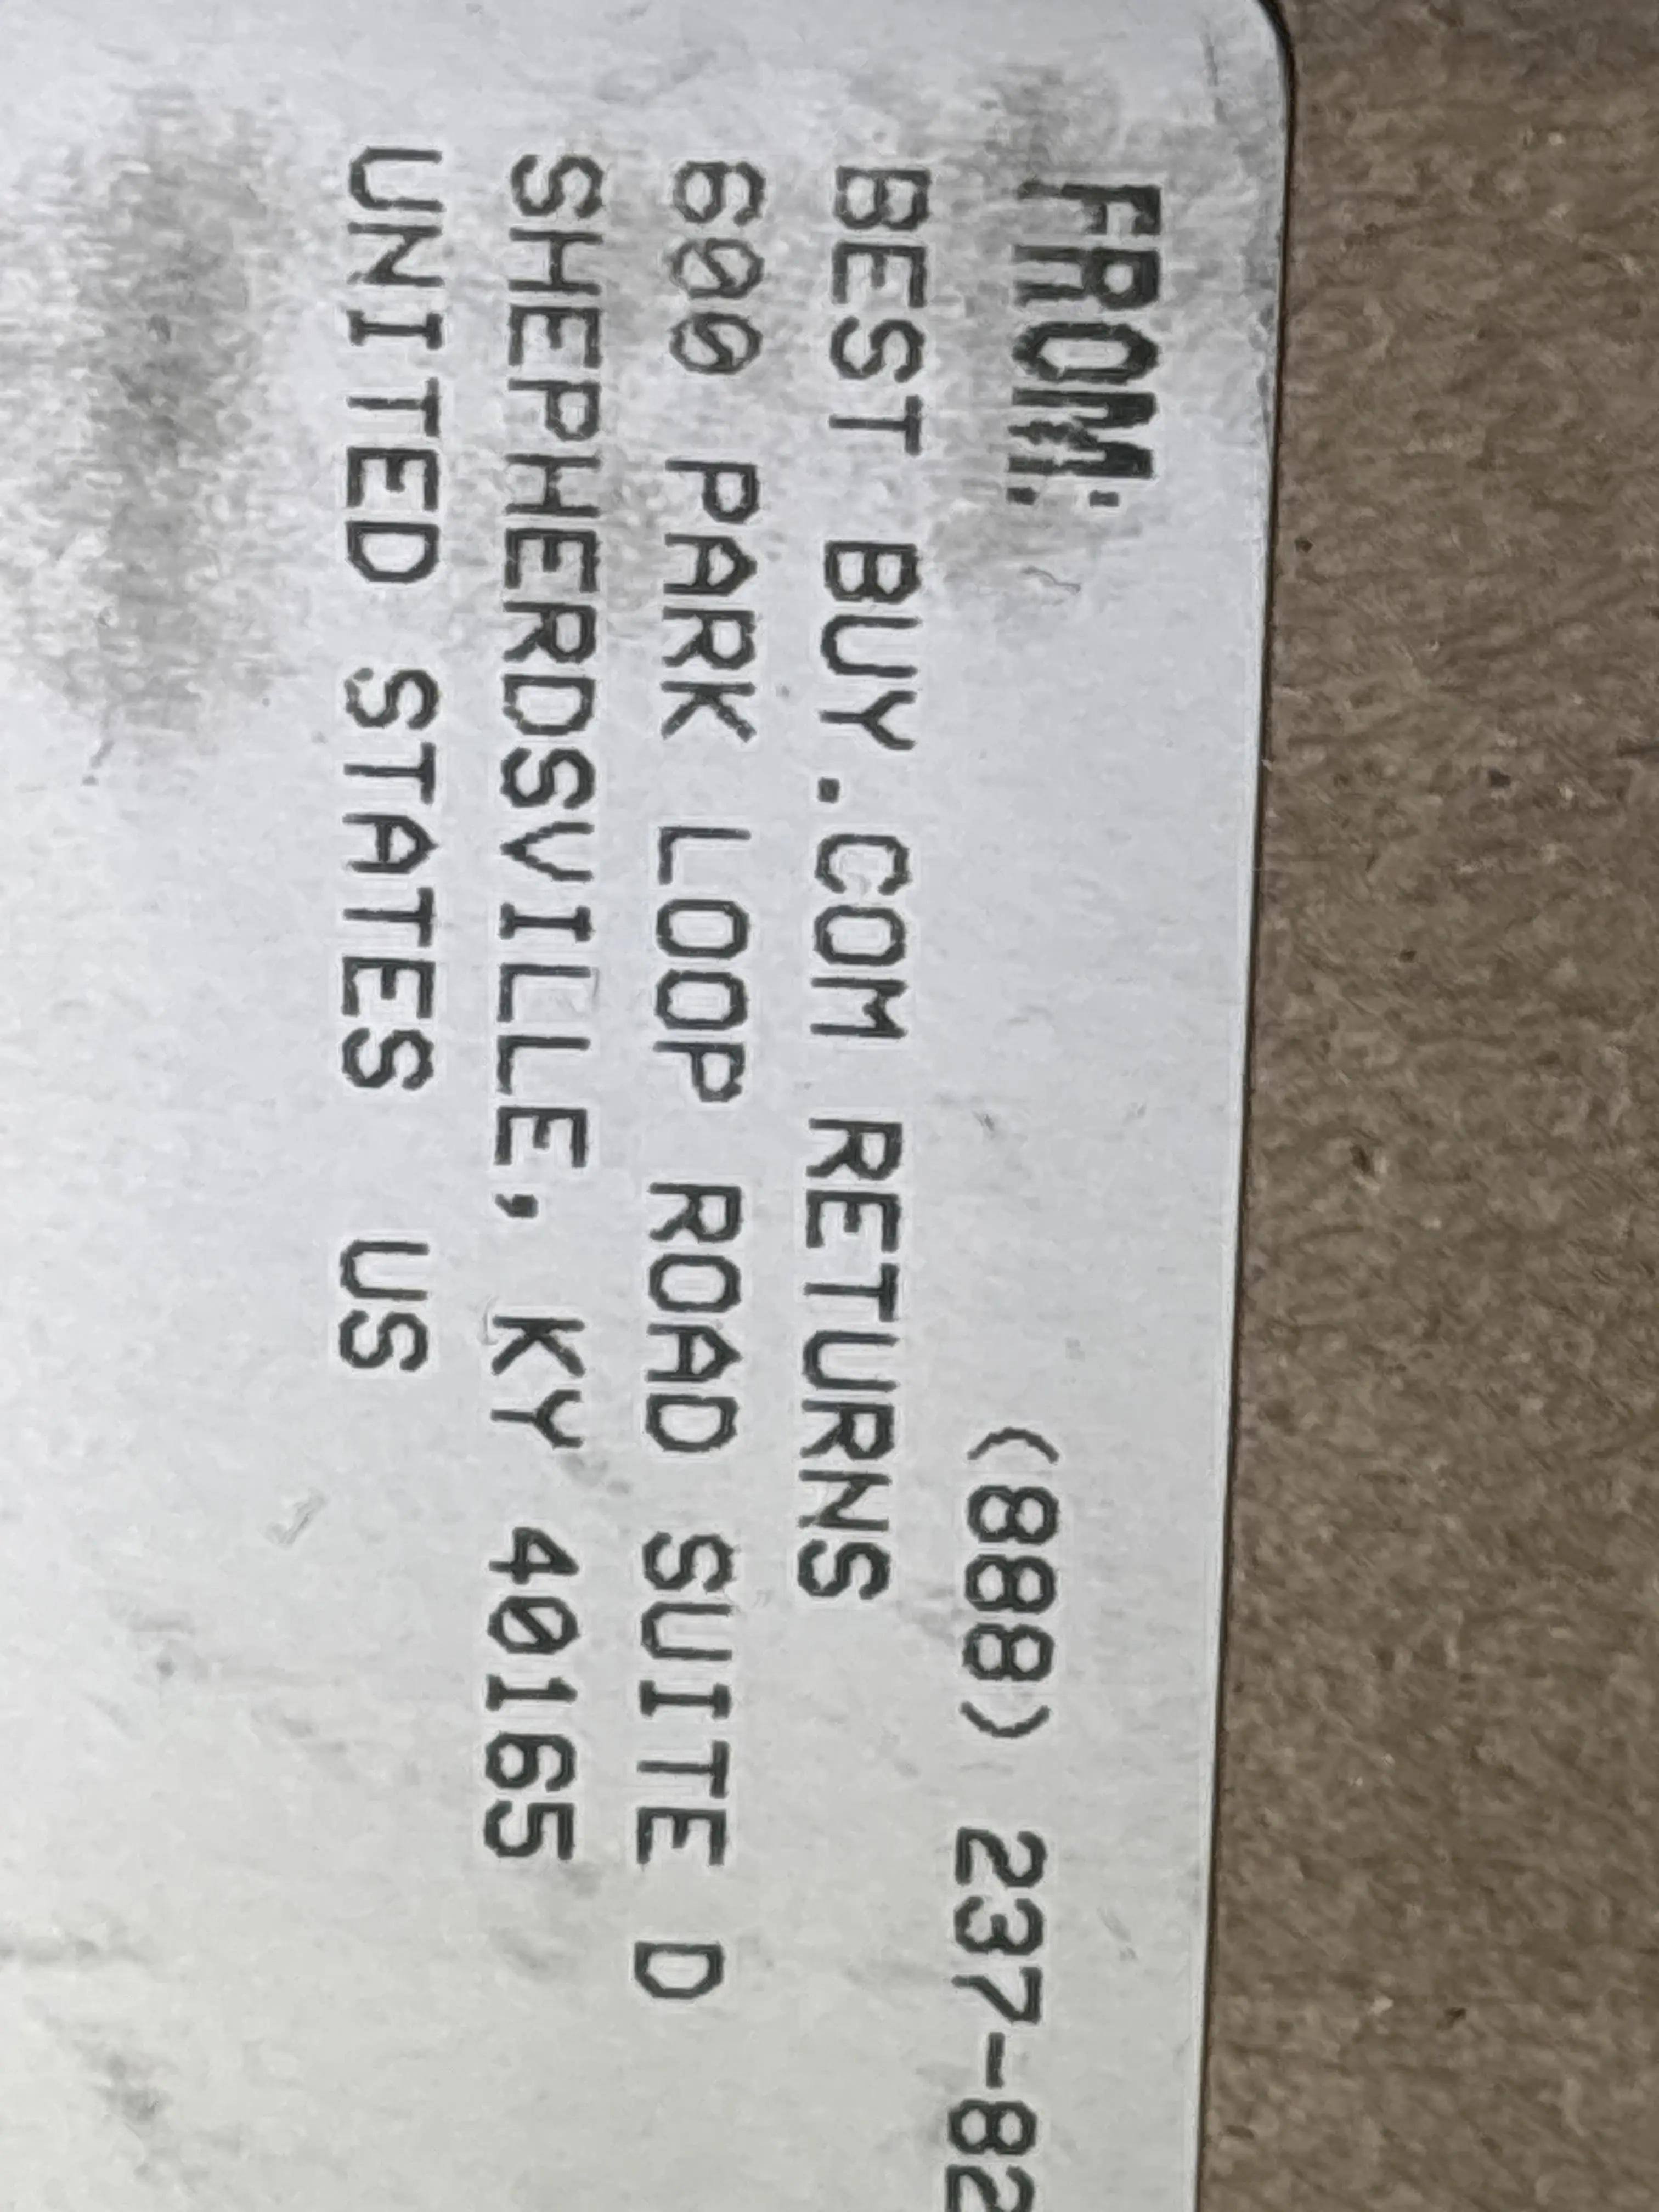 FROM:
(888) 237-82
BEST BUY.COM RETURNS
600 PARK LOOP ROAD SUITE D
SHEPHERDSVILLE, KY 40165
UNITED STATES US